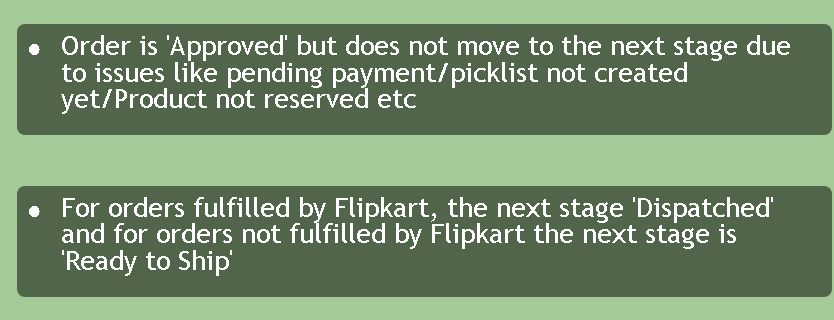 • Order is 'Approved' but does not move to the next stage due
to issues like pending payment/picklist not created
yet/Product not reserved etc
• For orders fulfilled by Flipkart, the next stage 'Dispatched'
and for orders not fulfilled by Flipkart the next stage is
'Ready to Ship'